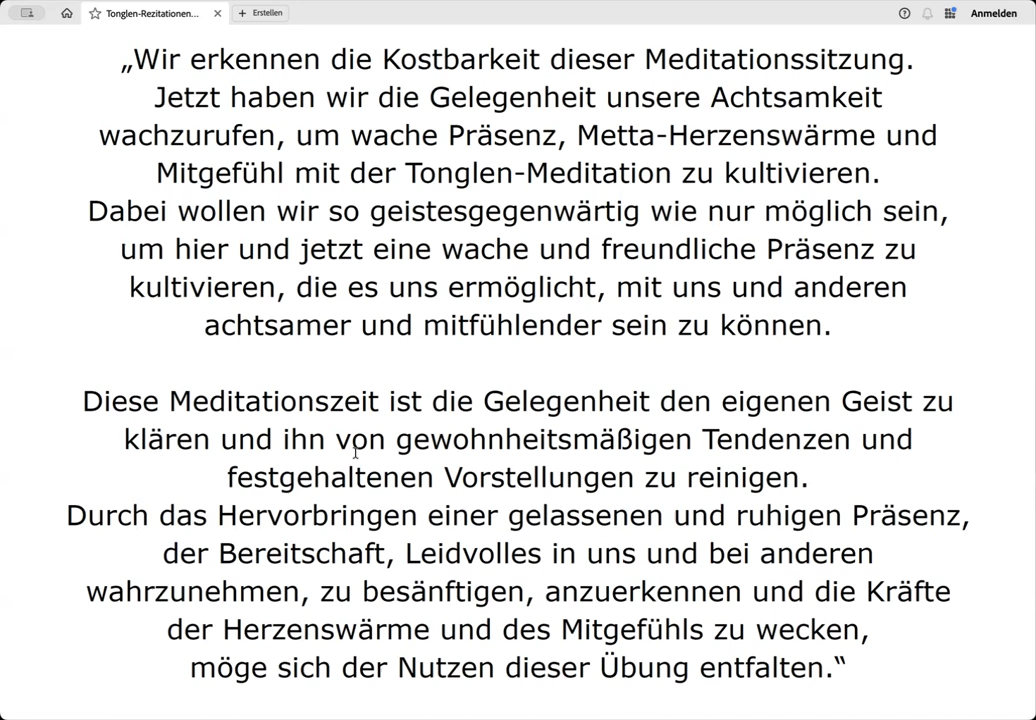 Tonglen-Rezitationen...
Erstellen
Anmelden
„Wir erkennen die Kostbarkeit dieser Meditationssitzung.
Jetzt haben wir die Gelegenheit unsere Achtsamkeit
wachzurufen, um wache Präsenz, Metta-Herzenswärme und
Mitgefühl mit der Tonglen-Meditation zu kultivieren.
Dabei wollen wir so geistesgegenwärtig wie nur möglich sein,
um hier und jetzt eine wache und freundliche Präsenz zu
kultivieren, die es uns ermöglicht, mit uns und anderen
achtsamer und mitfühlender sein zu können.
Diese Meditationszeit ist die Gelegenheit den eigenen Geist zu
klären und ihn von gewohnheitsmäßigen Tendenzen und
festgehaltenen Vorstellungen zu reinigen.
Durch das Hervorbringen einer gelassenen und ruhigen Präsenz,
der Bereitschaft, Leidvolles in uns und bei anderen
wahrzunehmen, zu besänftigen, anzuerkennen und die Kräfte
der Herzenswärme und des Mitgefühls zu wecken,
möge sich der Nutzen dieser Übung entfalten.“